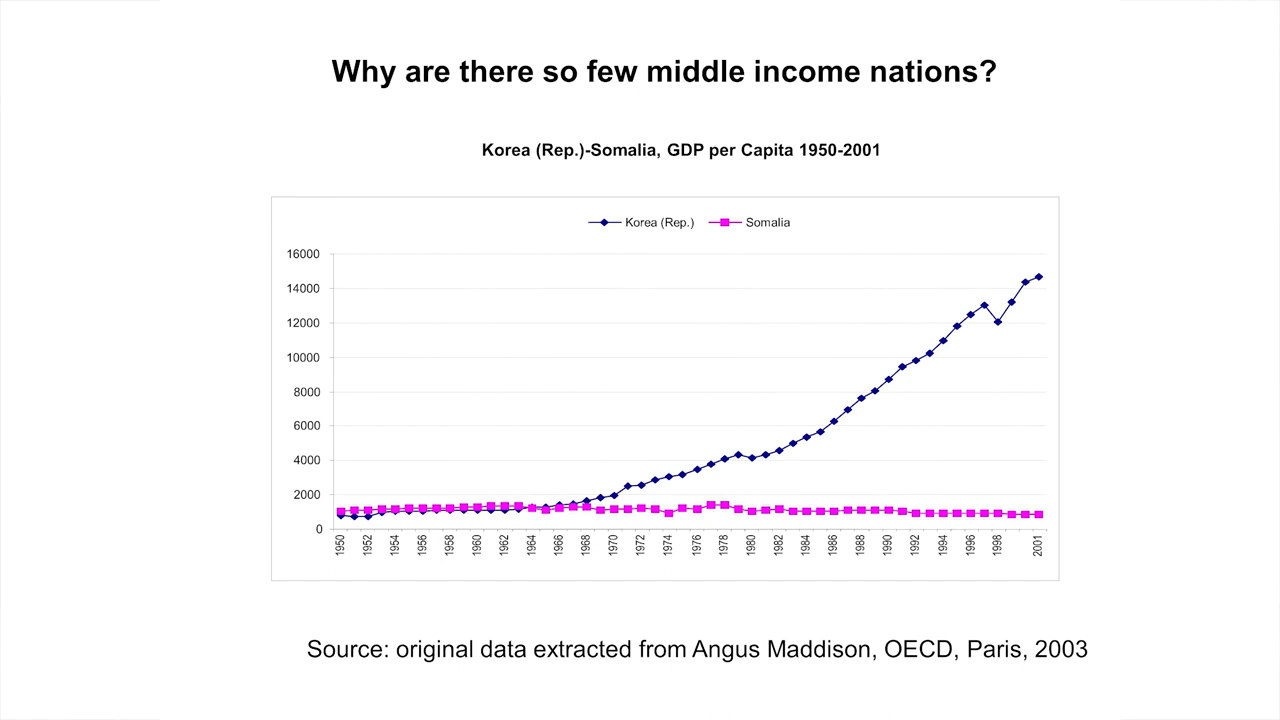 Why are there so few middle income nations?
Korea (Rep.)-Somalia, GDP per Capita 1950-2001
Korea (Rep.) Somalia
16000
14000
12000
10000
8000
6000
4000
2000
0
1950 1952 1954 1956 1958 1960 1962 1964 1966 1968 1970 1972 1974 1976 1978 1980 1982 1984 1986 1988 1990 1992 1994 1996 1998 2001
Source: original data extracted from Angus Maddison, OECD, Paris, 2003